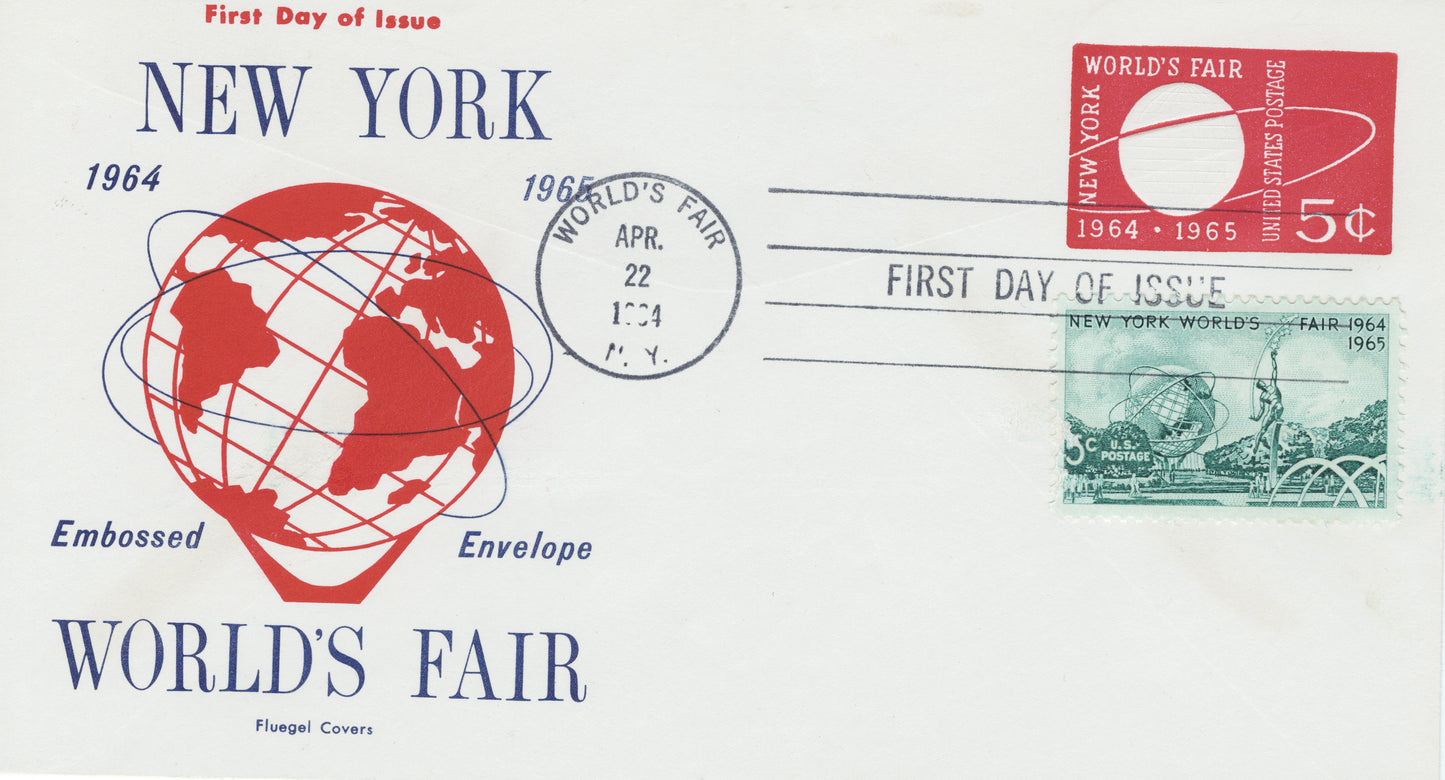 First Day of Issue
NEW YORK
1964 1965
Embossed Envelope
WORLD'S FAIR
Fluegel Covers
WORLD'S FAIR
APR.
22
N. Y.
FIRST DAY OF ISSUE
WORLD'S FAIR
NEW YORK
UNITED STATES POSTAGE
1964 · 1965
5¢
NEW YORK WORLD'S FAIR 1964
1965
5c U.S.
POSTAGE